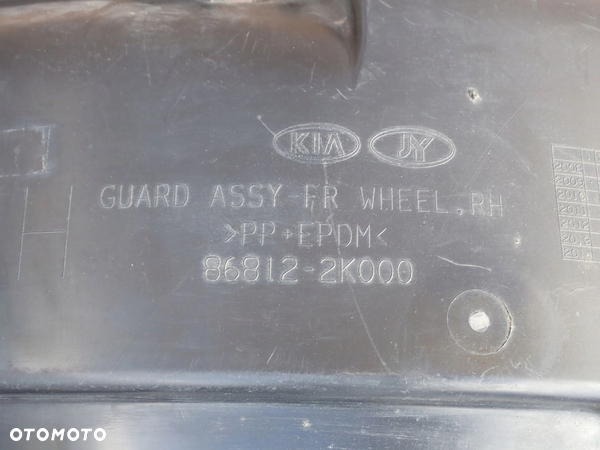 KIA JY
GUARD ASSY-FR WHEEL, RH
>PP+EPDM<
86812-2K000
OTOMOTO